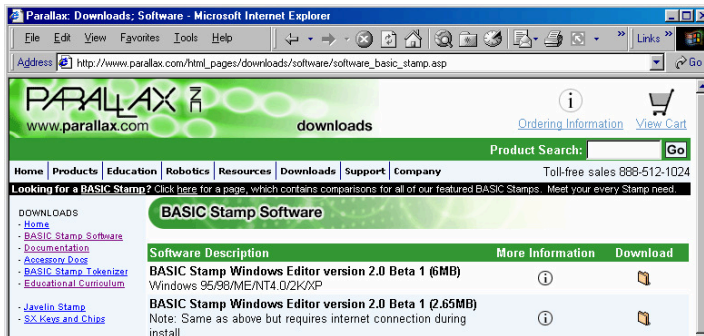 Parallax: Downloads; Software - Microsoft Internet Explorer
File Edit View Favorites Tools Help » Links »
Address http://www.parallax.com/html_pages/downloads/software/software_basic_stamp.asp Go
PARALLAX INC
www.parallax.com downloads
Ordering Information View Cart
Product Search: Go
Home Products Education Robotics Resources Downloads Support Company Toll-free sales 888-512-1024
Looking for a BASIC Stamp? Click here for a page, which contains comparisons for all of our featured BASIC Stamps. Meet your every Stamp need.
DOWNLOADS
- Home
- BASIC Stamp Software
- Documentation
- Accessory Docs
- BASIC Stamp Tokenizer
- Educational Curriculum
- Javelin Stamp
- SX Keys and Chips
BASIC Stamp Software
Software Description More Information Download
BASIC Stamp Windows Editor version 2.0 Beta 1 (6MB)
Windows 95/98/ME/NT4.0/2K/XP
BASIC Stamp Windows Editor version 2.0 Beta 1 (2.65MB)
Note: Same as above but requires internet connection during
install